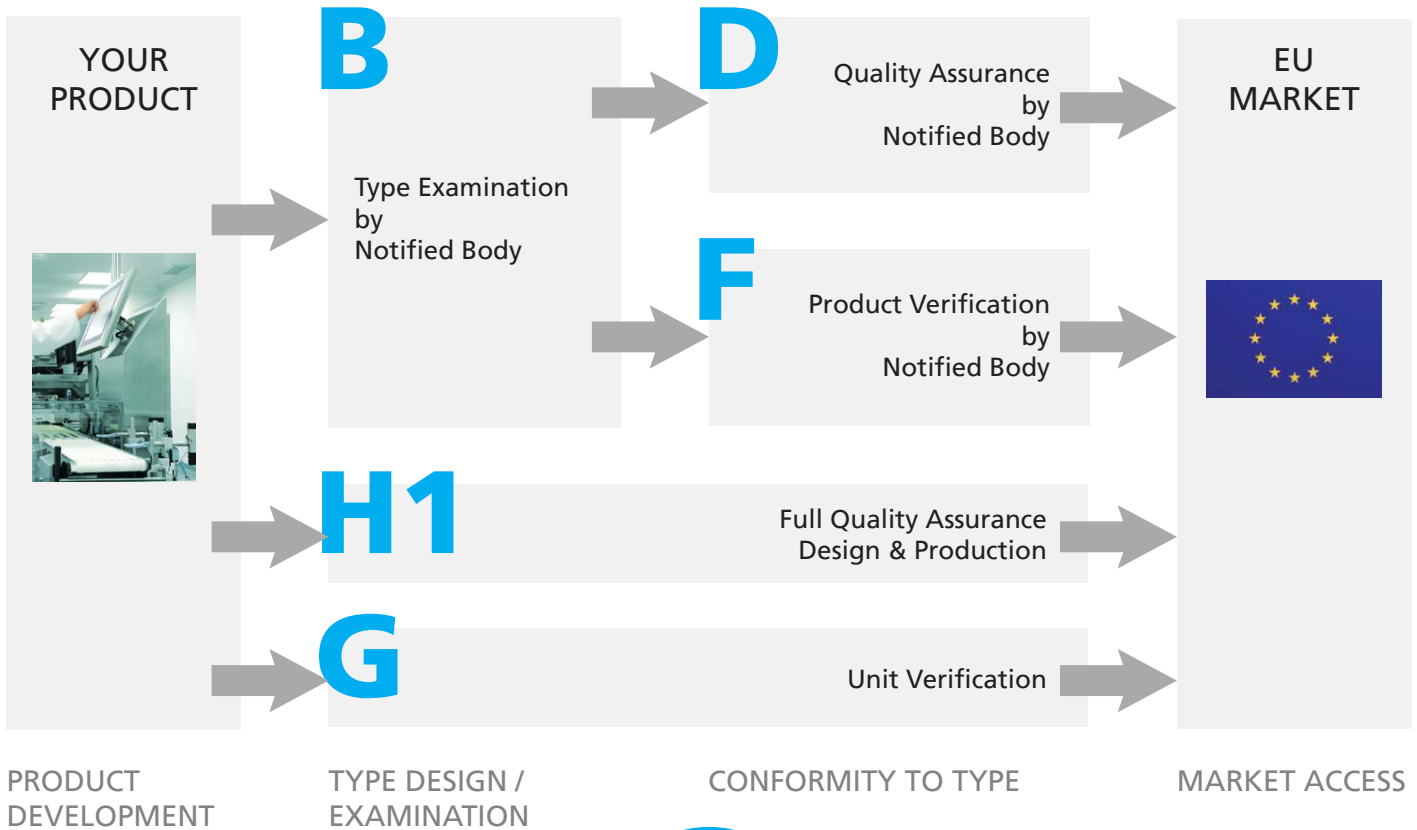 YOUR
PRODUCT
B
Type Examination
by
Notified Body
D
Quality Assurance
by
Notified Body
F
Product Verification
by
Notified Body
H1
Full Quality Assurance
Design & Production
G
Unit Verification
EU
MARKET
PRODUCT
DEVELOPMENT
TYPE DESIGN /
EXAMINATION
CONFORMITY TO TYPE
MARKET ACCESS